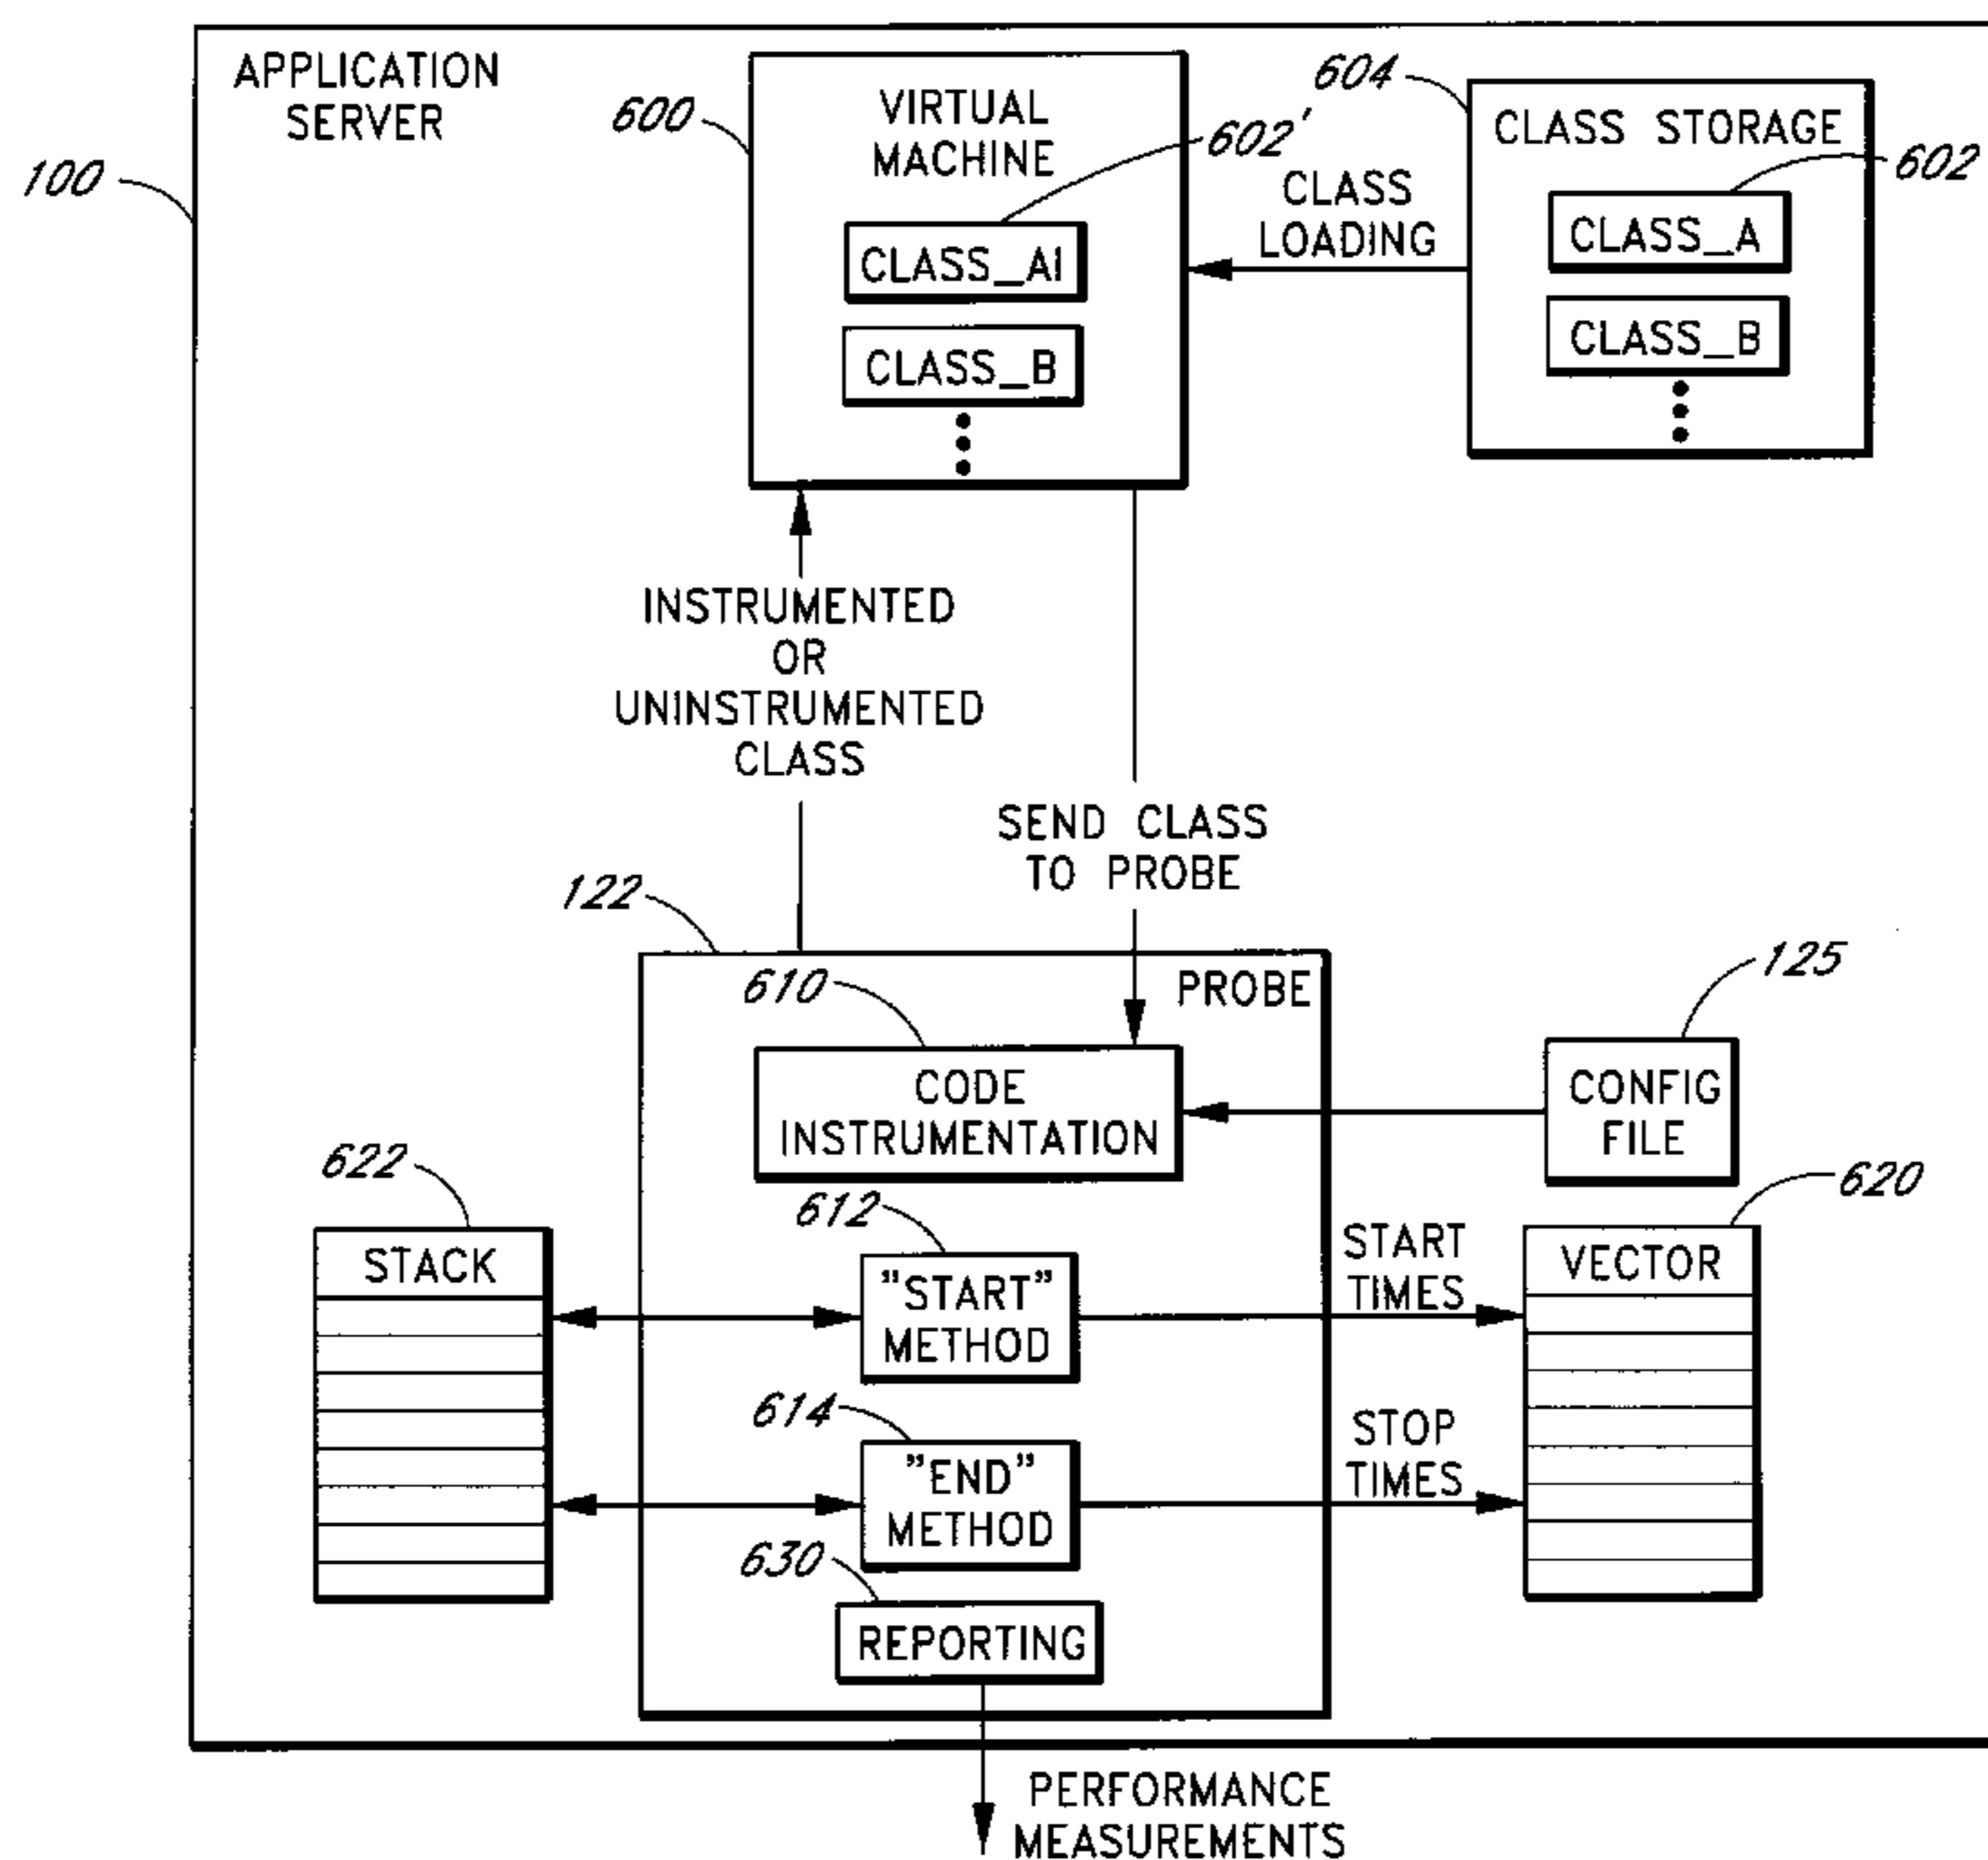 APPLICATION
SERVER
100
600
VIRTUAL
MACHINE
602'
CLASS_AI
CLASS_B
CLASS
LOADING
604
CLASS STORAGE
602
CLASS_A
CLASS_B
INSTRUMENTED
OR
UNINSTRUMENTED
CLASS
SEND CLASS
TO PROBE
122
PROBE
610
CODE
INSTRUMENTATION
125
CONFIG
FILE
622
STACK
612
"START"
METHOD
START
TIMES
620
VECTOR
614
"END"
METHOD
STOP
TIMES
630
REPORTING
PERFORMANCE
MEASUREMENTS